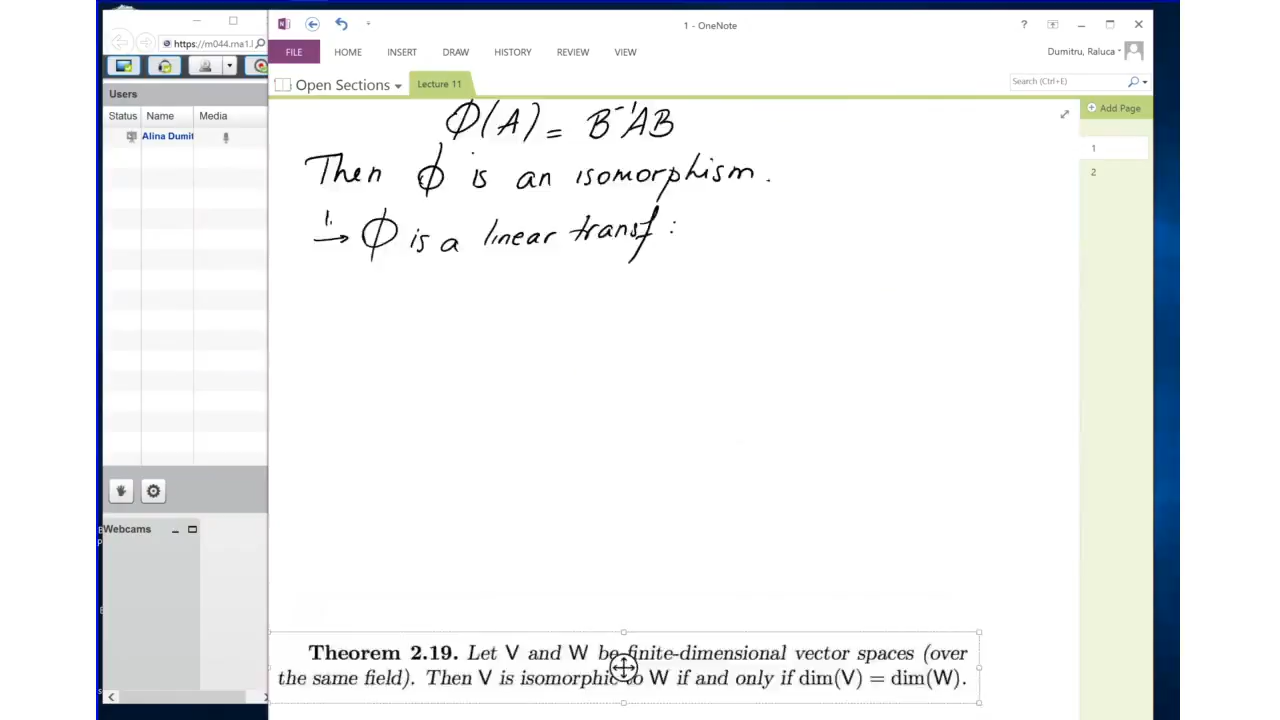 1 - OneNote
?
https://m044.rna1.l
FILE HOME INSERT DRAW HISTORY REVIEW VIEW
Dumitru, Raluca
Open Sections
Lecture 11
Search (Ctrl+E)
Users
Status Name Media
Alina Dumit
Add Page
1
2
ϕ(A) = B⁻¹AB
Then ϕ is an isomorphism.
1. → ϕ is a linear transf :
Webcams
Theorem 2.19. Let V and W be finite-dimensional vector spaces (over
the same field). Then V is isomorphic to W if and only if dim(V) = dim(W).